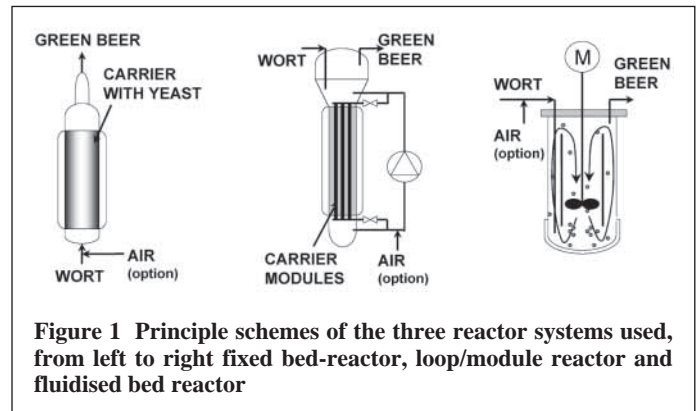 GREEN BEER
CARRIER
WITH YEAST
AIR
(option)
WORT
WORT
GREEN
BEER
CARRIER
MODULES
AIR
(option)
M
WORT
GREEN
BEER
AIR
(option)
Figure 1 Principle schemes of the three reactor systems used,
from left to right fixed bed-reactor, loop/module reactor and
fluidised bed reactor